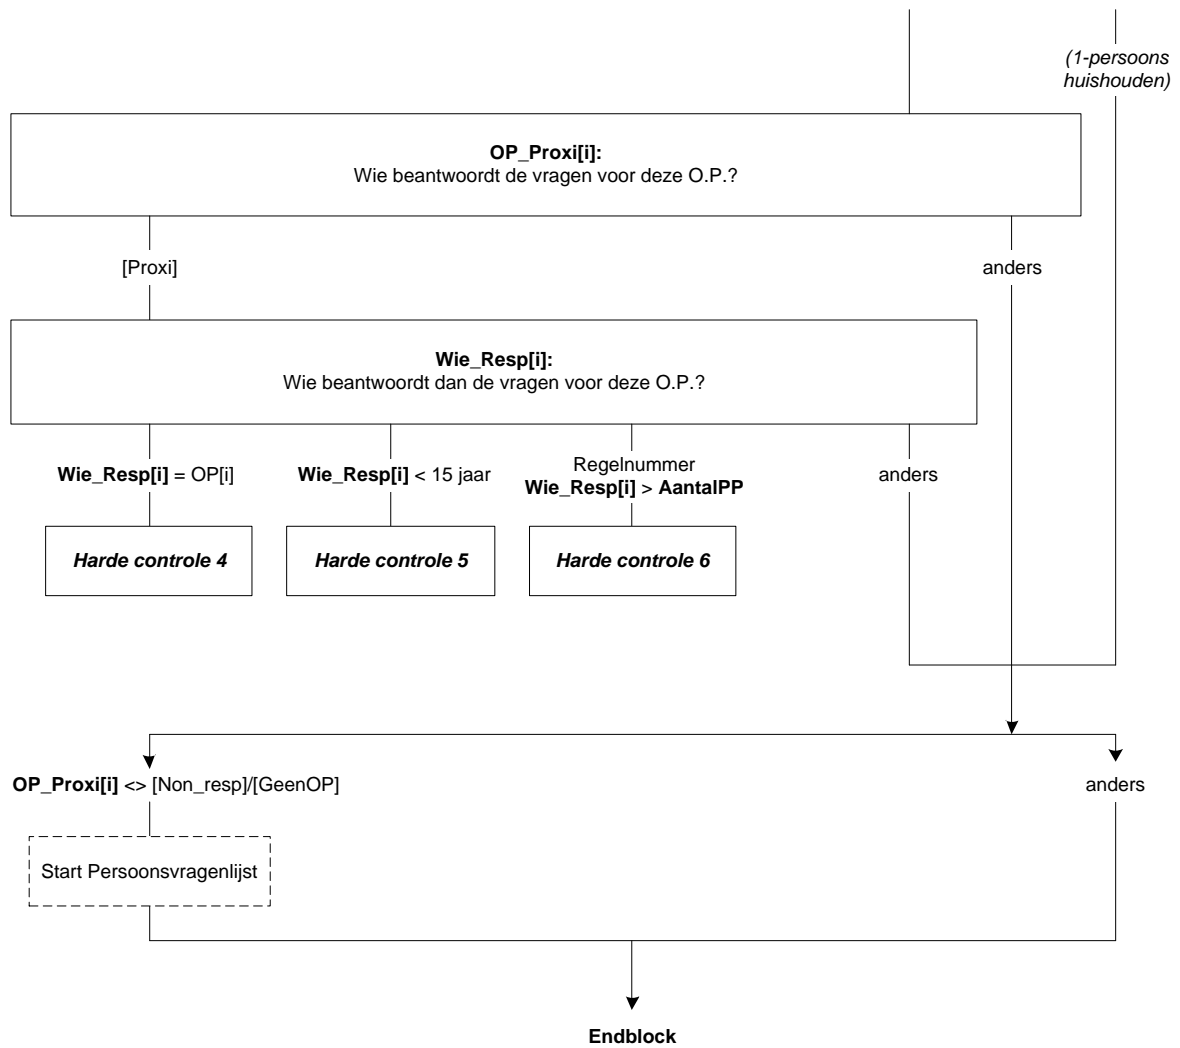 (1-persoons
huishouden)
OP_Proxi[i]:
Wie beantwoordt de vragen voor deze O.P.?
[Proxi]
anders
Wie_Resp[i]:
Wie beantwoordt dan de vragen voor deze O.P.?
Wie_Resp[i] = OP[i]
Wie_Resp[i] < 15 jaar
Regelnummer
Wie_Resp[i] > AantalPP
anders
Harde controle 4
Harde controle 5
Harde controle 6
OP_Proxi[i] <> [Non_resp]/[GeenOP]
anders
Start Persoonsvragenlijst
Endblock